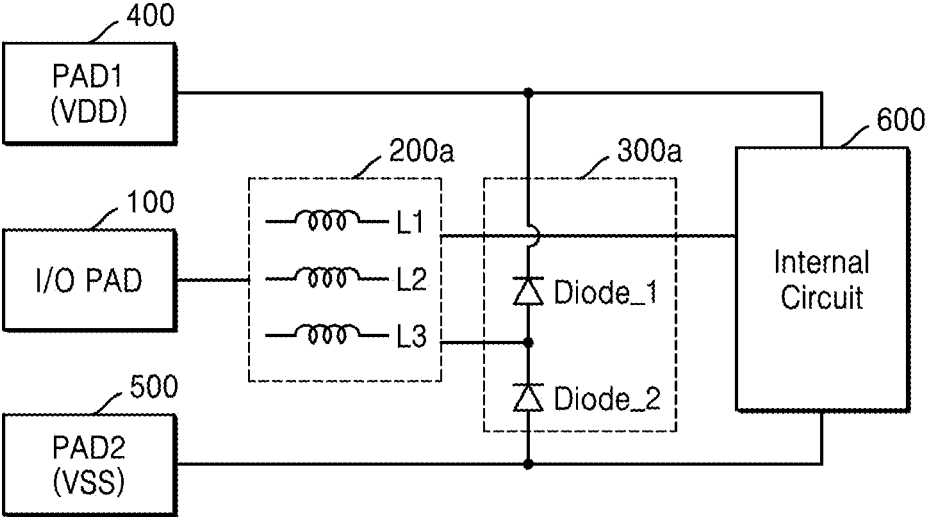 400
PAD1
(VDD)
600
200a
300a
100
L1
I/O PAD
L2
Diode_1
Internal
Circuit
L3
500
Diode_2
PAD2
(VSS)